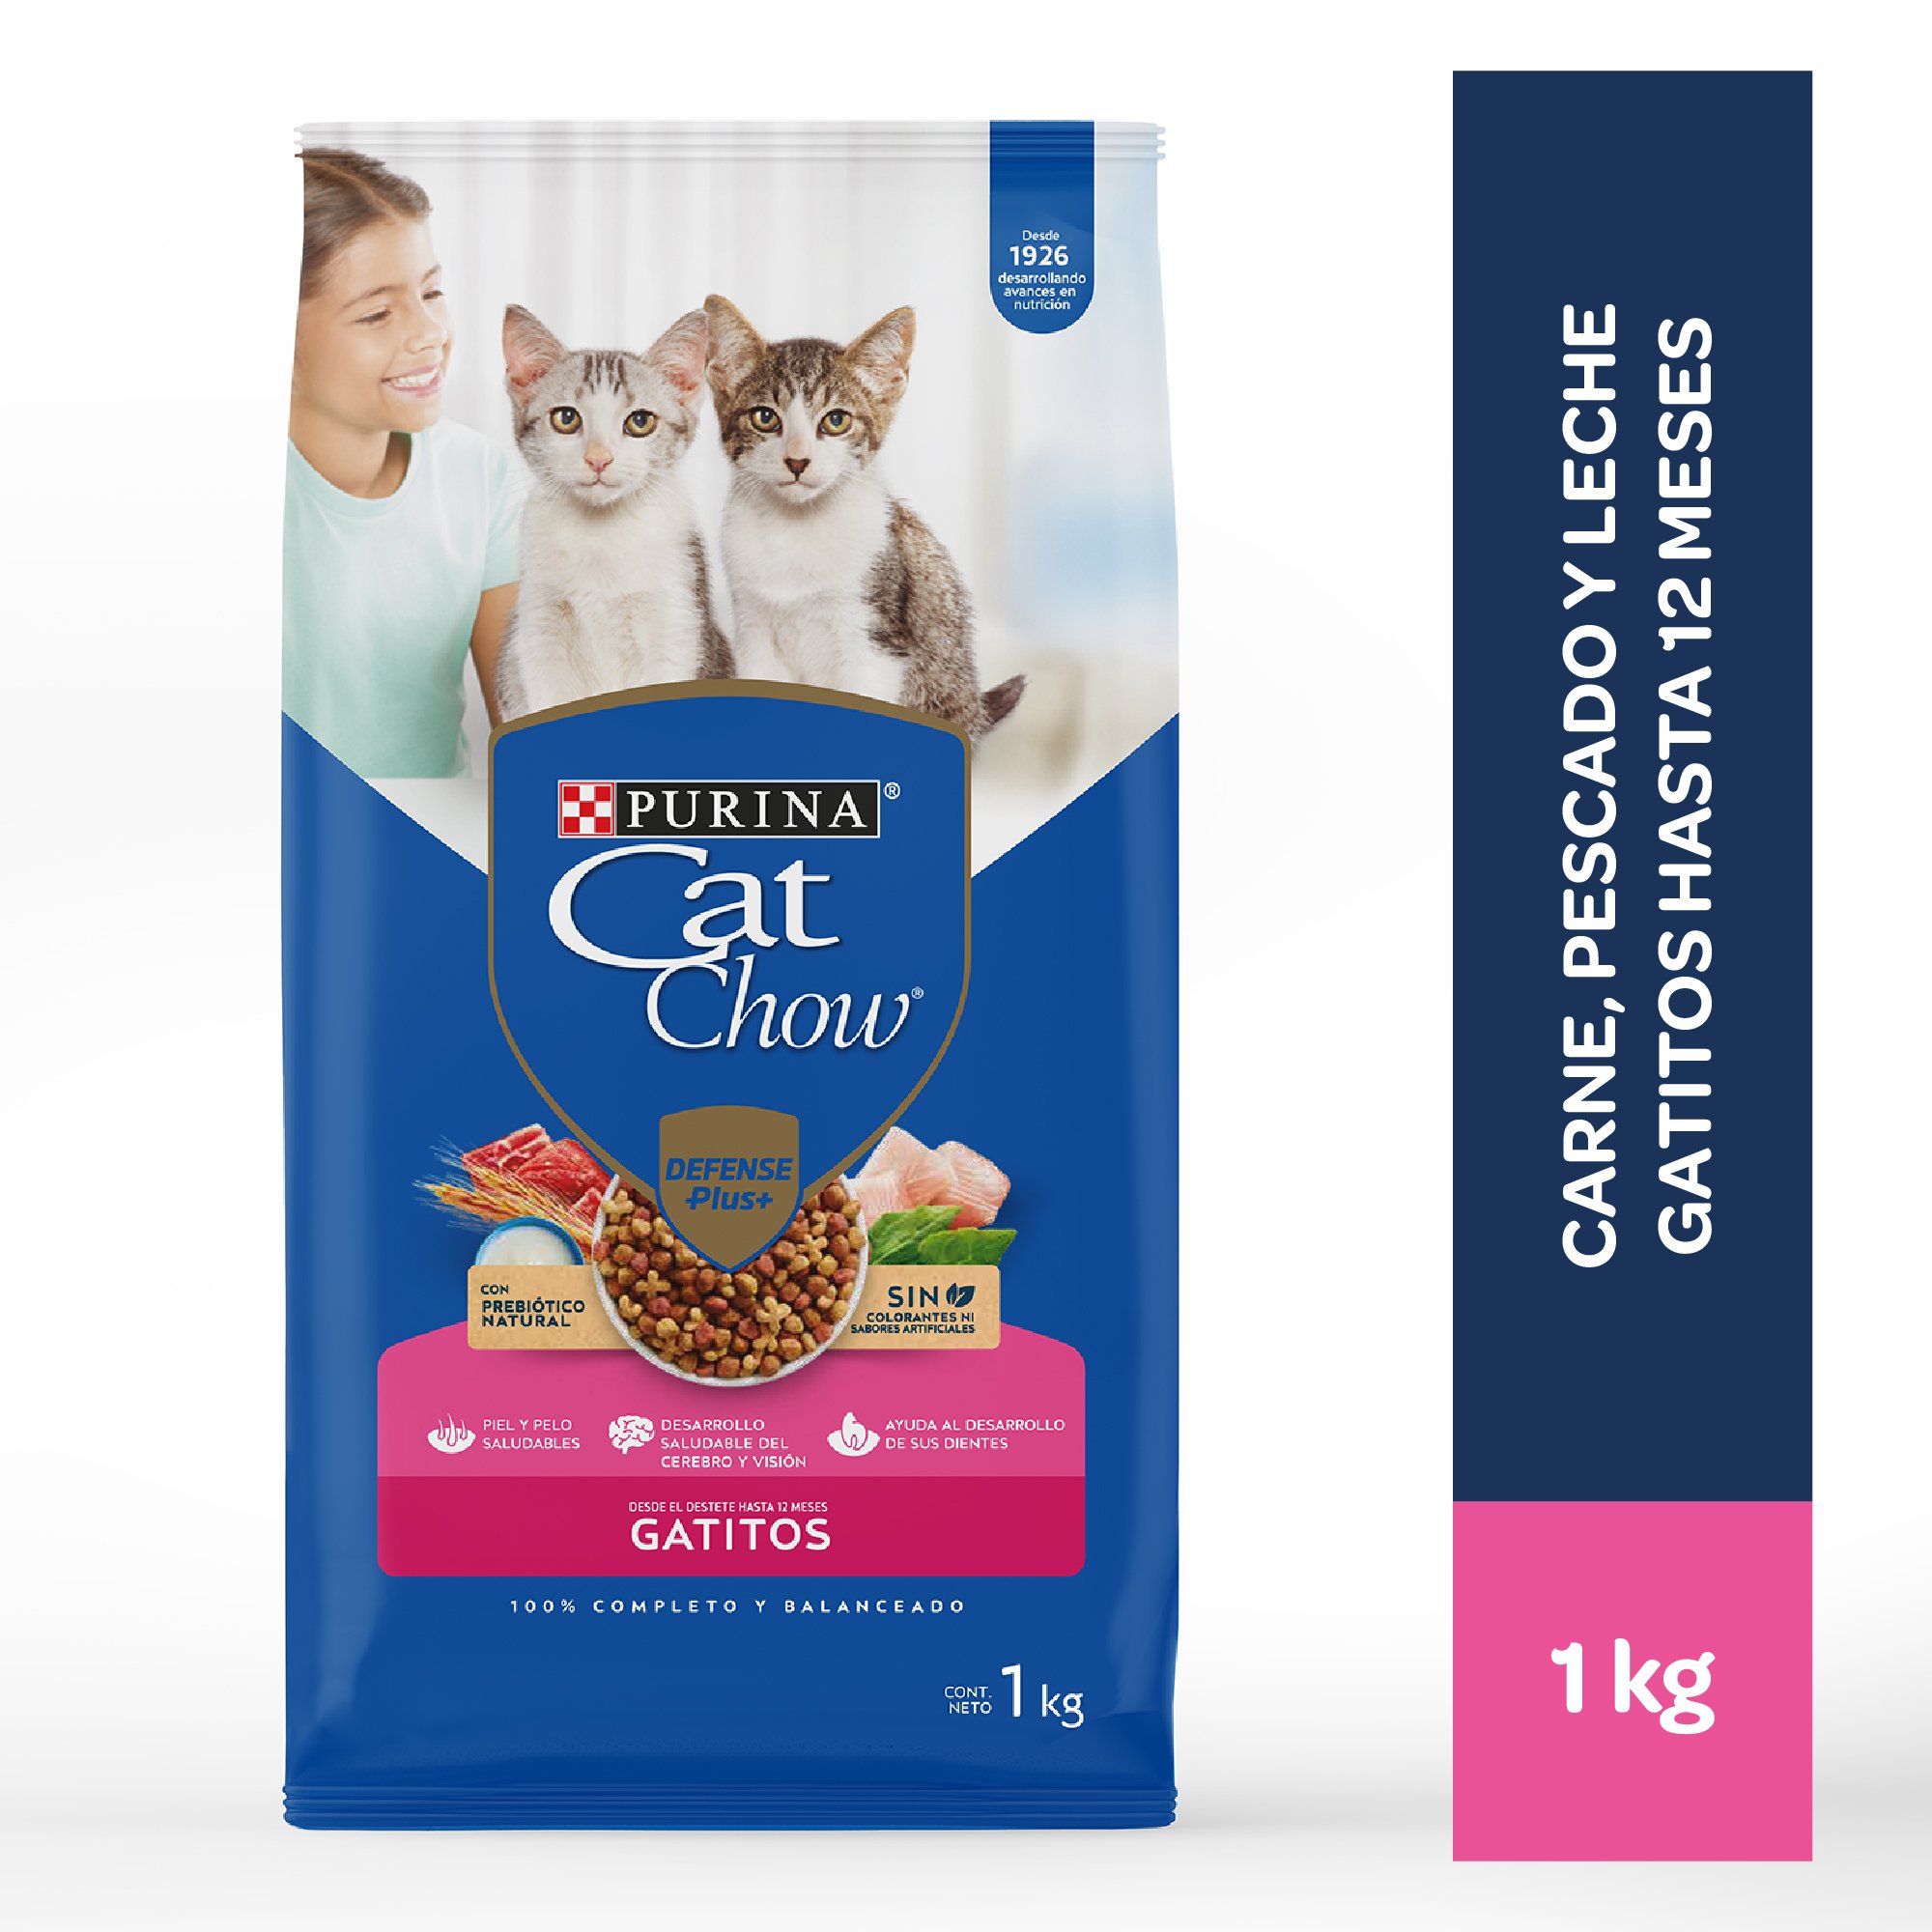 Desde
1926
desarrollando
avances en
nutrición
PURINA®
Cat
Chow®
DEFENSE
Plus+
CON
PREBIÓTICO
NATURAL
SIN
COLORANTES NI
SABORES ARTIFICIALES
PIEL Y PELO
SALUDABLES
DESARROLLO
SALUDABLE DEL
CEREBRO Y VISIÓN
AYUDA AL DESARROLLO
DE SUS DIENTES
DESDE EL DESTETE HASTA 12 MESES
GATITOS
100% COMPLETO Y BALANCEADO
CONT.
NETO 1 kg
CARNE, PESCADO Y LECHE
GATITOS HASTA 12 MESES
1 kg